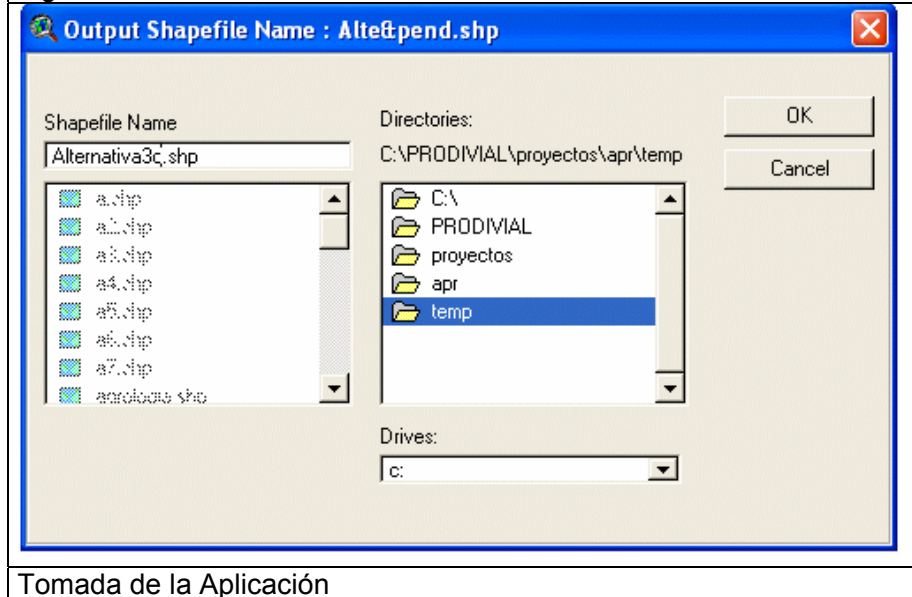 Output Shapefile Name : Alte&pend.shp
Shapefile Name
Alternativa3c.shp
a.shp
a2.shp
a3.shp
a4.shp
a5.shp
a6.shp
a7.shp
agrologia.shp
Directories:
C:\PRODIVIAL\proyectos\apr\temp
C:\
PRODIVIAL
proyectos
apr
temp
Drives:
c:
OK
Cancel
Tomada de la Aplicación